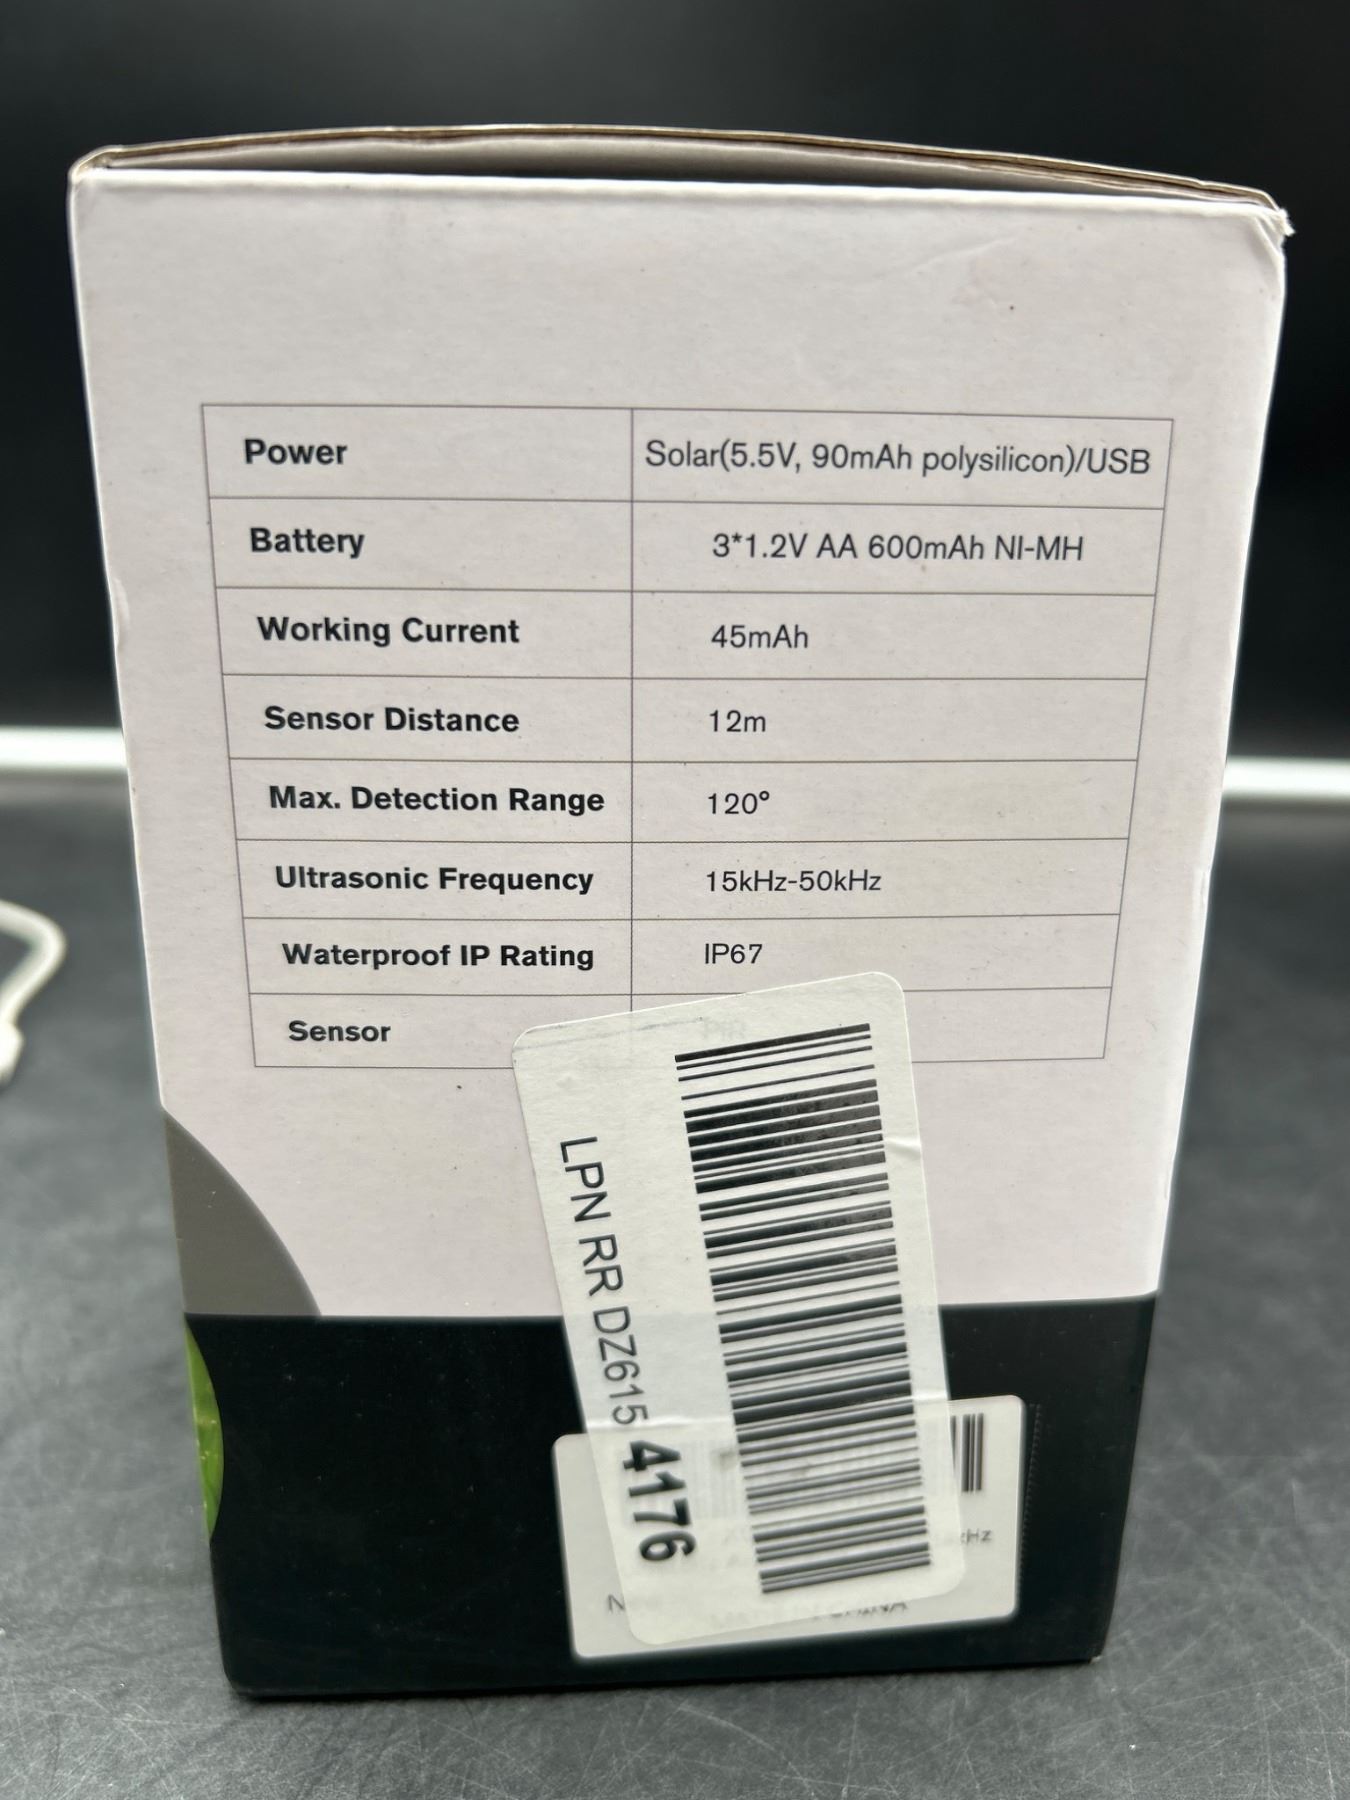 Power Solar(5.5V, 90mAh polysilicon)/USB
Battery 3*1.2V AA 600mAh NI-MH
Working Current 45mAh
Sensor Distance 12m
Max. Detection Range 120°
Ultrasonic Frequency 15kHz-50kHz
Waterproof IP Rating IP67
Sensor PIR
LPN RR DZ615 4176